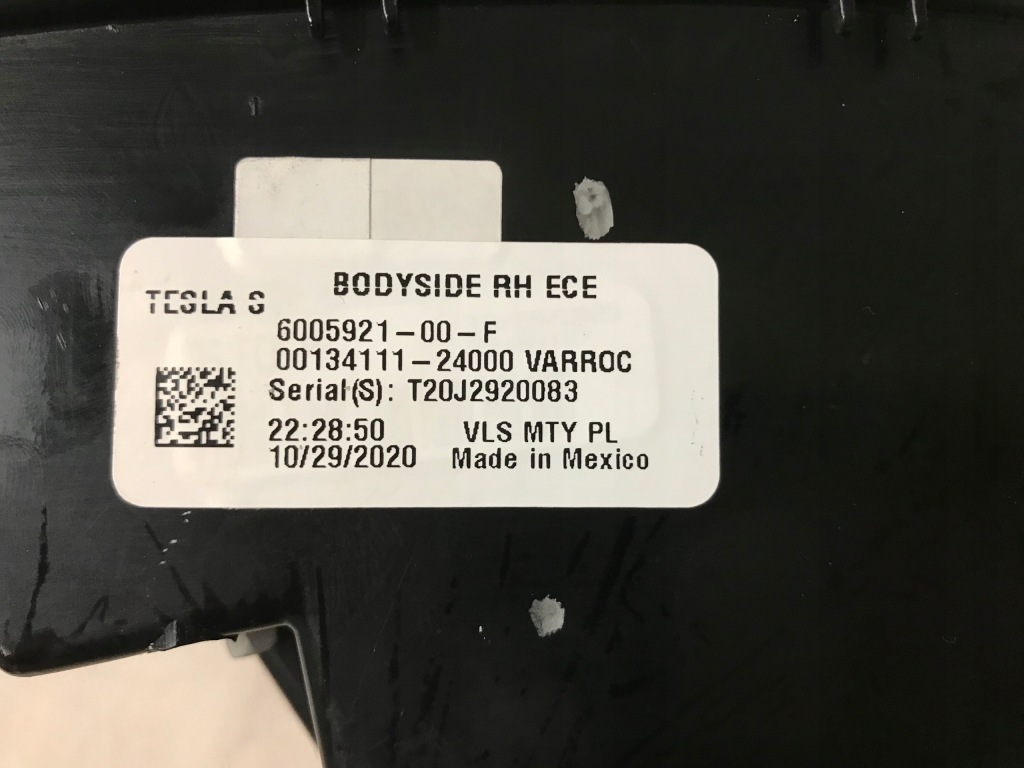 BODYSIDE RH ECE
TESLA S
6005921-00-F
00134111-24000 VARROC
Serial(S): T20J2920083
22:28:50 VLS MTY PL
10/29/2020 Made in Mexico